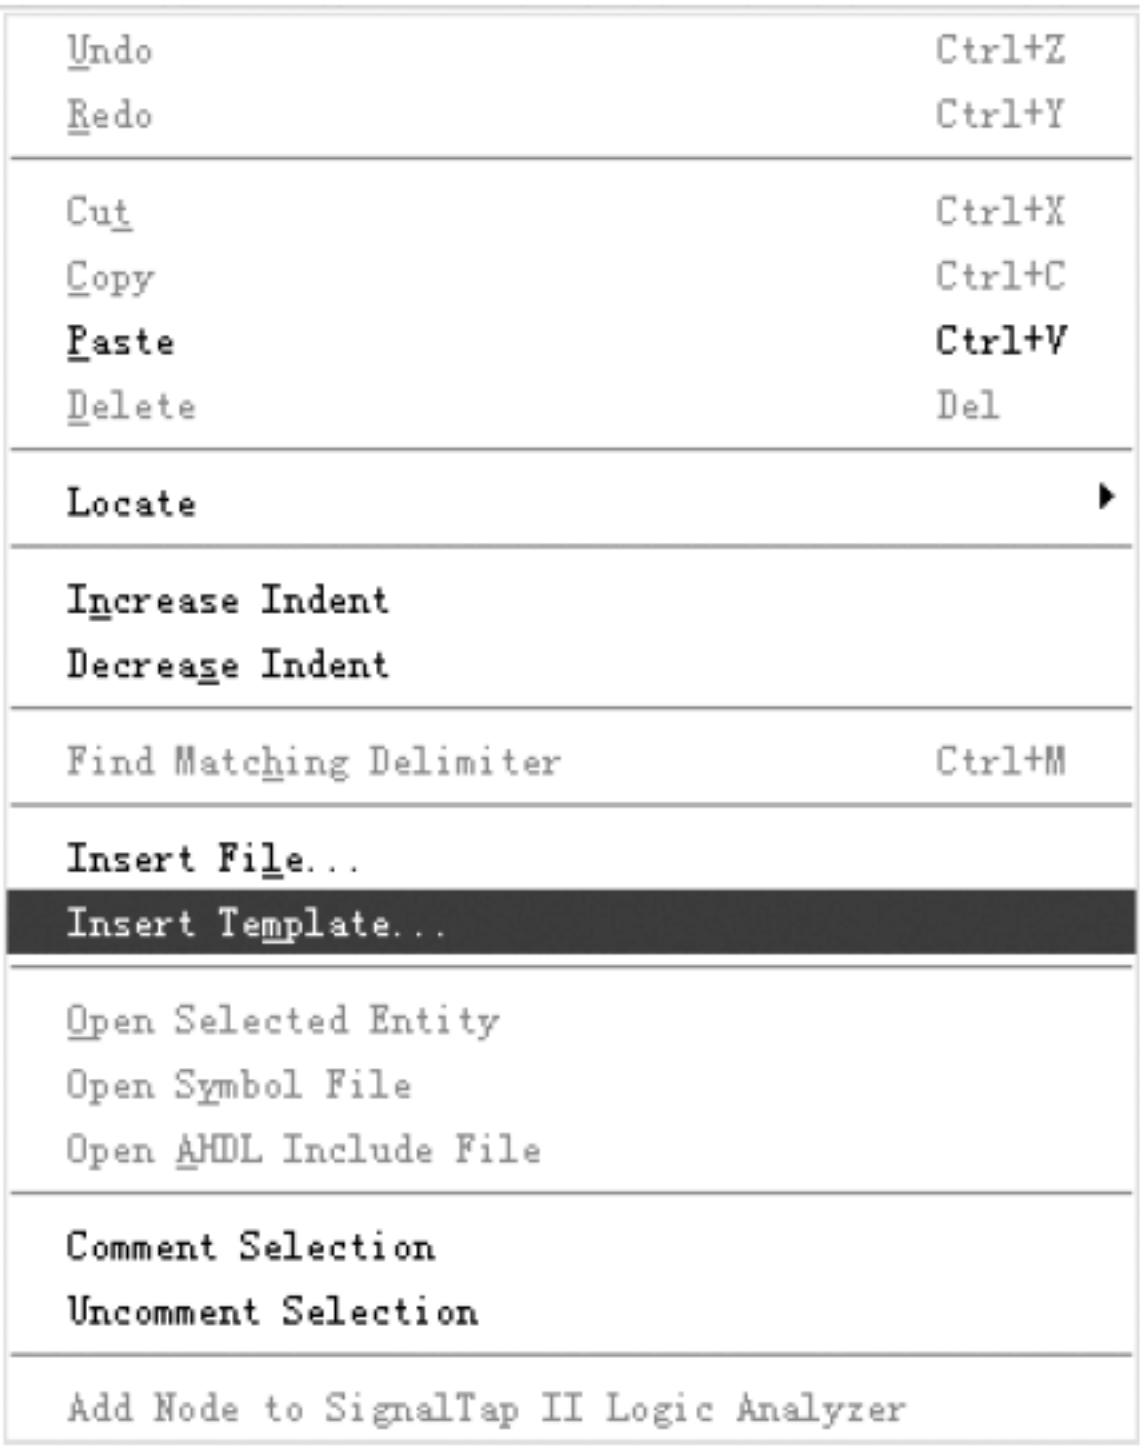 Undo Ctrl+Z
Redo Ctrl+Y
Cut Ctrl+X
Copy Ctrl+C
Paste Ctrl+V
Delete Del
Locate
Increase Indent
Decrease Indent
Find Matching Delimiter Ctrl+M
Insert File...
Insert Template...
Open Selected Entity
Open Symbol File
Open AHDL Include File
Comment Selection
Uncomment Selection
Add Node to SignalTap II Logic Analyzer